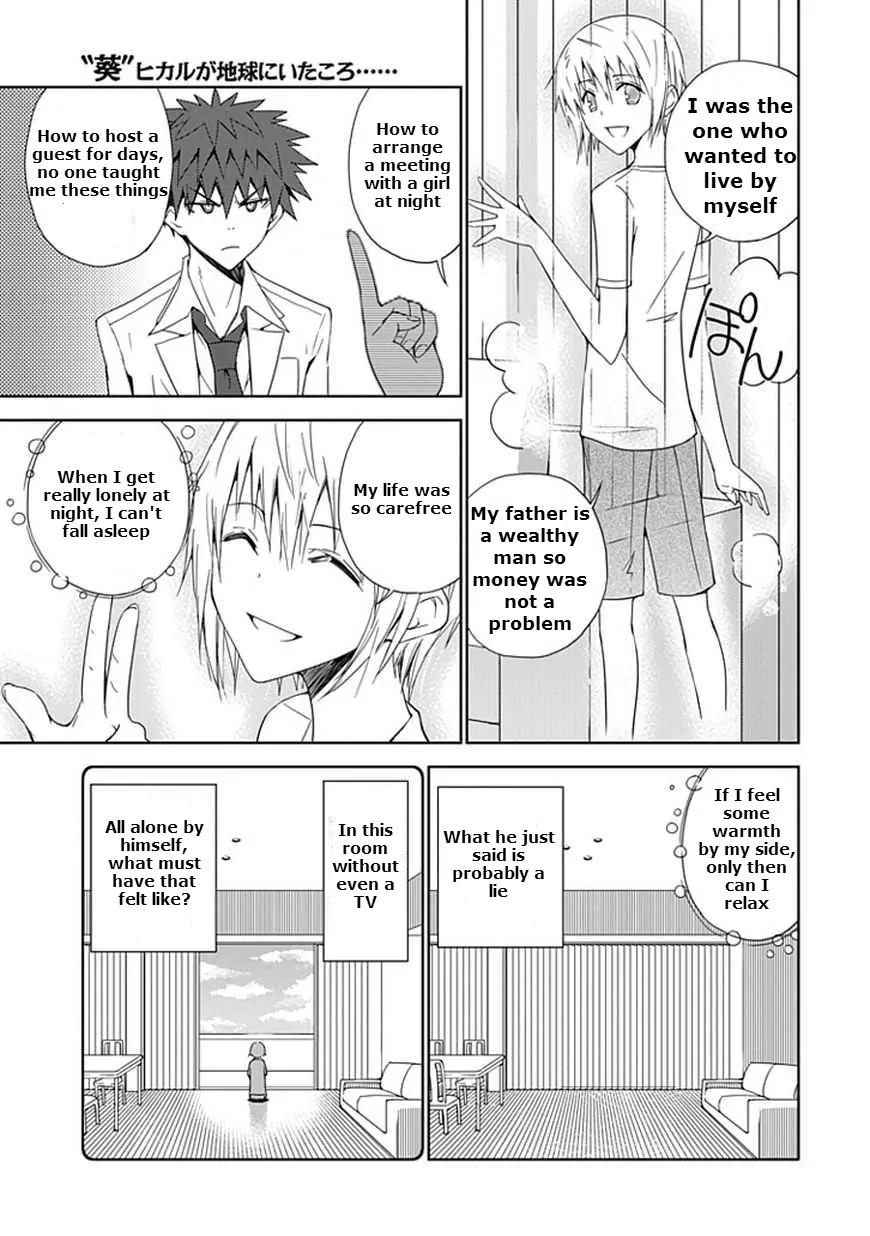 "葵"ヒカルが地球にいたころ……
I was the
one who
wanted to
live by
myself
ぽん
My father is
a wealthy
man so
money was
not a
problem
How to
arrange
a meeting
with a girl
at night
How to host a
guest for days,
no one taught
me these things
My life was
so carefree
When I get
really lonely at
night, I can't
fall asleep
If I feel
some
warmth
by my side,
only then
can I
relax
What he just
said is
probably a
lie
In this
room
without
even a
TV
All alone by
himself,
what must
have that
felt like?